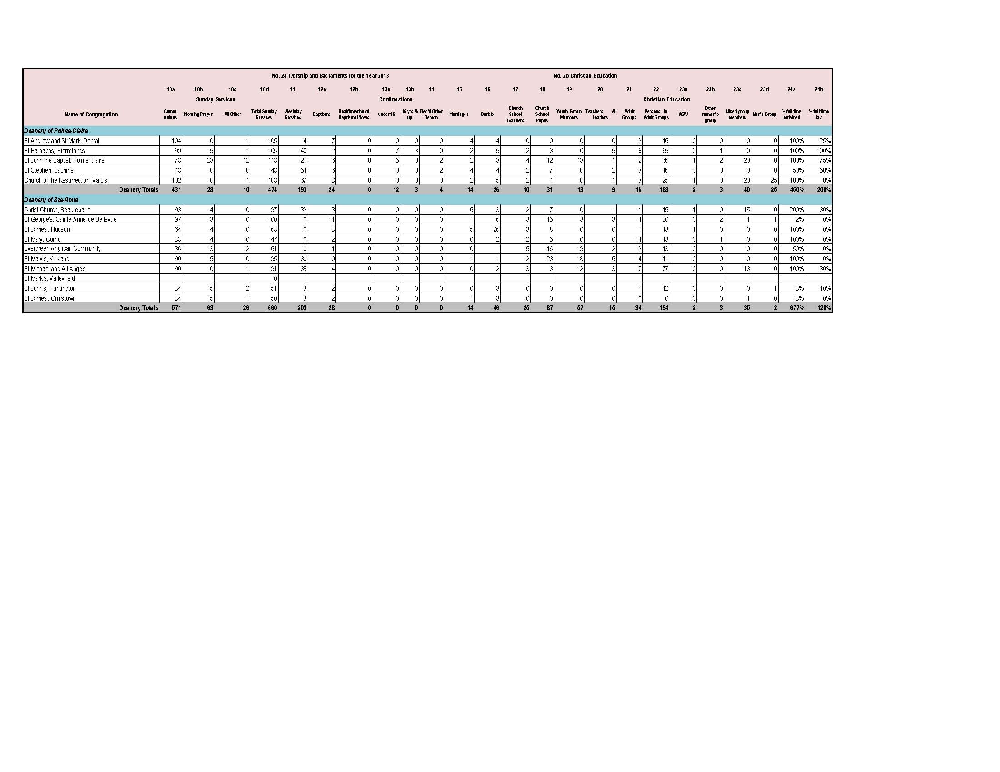 No. 2a Worship and Sacraments for the Year 2013 No. 2b Christian Education
10a 10b 10c 10d 11 12a 12b 13a 13b 14 15 16 17 18 19 20 21 22 23a 23b 23c 23d 24a 24b
Sunday Services Confirmations Christian Education
Name of Congregation Comm-unions Morning Prayer All Other Total Sunday Services Weekday Services Baptisms Reaffirmation of Baptismal Vows under 16 16 yrs & up Rec'd Other Demon. Marriages Burials Church School Teachers Church School Pupils Youth Group Members Teachers & Leaders Adult Groups Persons in Adult Groups ACW Other women's group Mixed group members Men's Group % full-time ordained % full-time lay
Deanery of Pointe-Claire
St Andrew and St Mark, Dorval 104 0 1 105 4 7 0 0 0 0 4 4 0 0 0 0 2 16 0 0 0 0 100% 25%
St Barnabas, Pierrefonds 99 5 1 105 48 2 0 7 3 0 2 5 2 8 0 5 6 65 0 1 0 0 100% 100%
St John the Baptist, Pointe-Claire 78 23 12 113 20 6 0 5 0 2 2 8 4 12 13 1 2 66 1 2 20 0 100% 75%
St Stephen, Lachine 48 0 0 48 54 6 0 0 0 2 4 4 2 7 0 2 3 16 0 0 0 0 50% 50%
Church of the Resurrection, Valois 102 0 1 103 67 3 0 0 0 0 2 5 2 4 0 1 3 25 1 0 20 25 100% 0%
Deanery Totals 431 28 15 474 193 24 0 12 3 4 14 26 10 31 13 9 16 188 2 3 40 25 450% 250%
Deanery of Ste-Anne
Christ Church, Beaurepaire 93 4 0 97 32 3 0 0 0 0 6 3 2 7 0 1 1 15 1 0 15 0 200% 80%
St George's, Sainte-Anne-de-Bellevue 97 3 0 100 0 11 0 0 0 0 1 6 8 15 8 3 4 30 0 2 1 1 2% 0%
St James', Hudson 64 4 0 68 0 3 0 0 0 0 5 26 3 8 0 0 1 18 1 0 0 0 100% 0%
St Mary, Como 33 4 10 47 0 2 0 0 0 0 0 2 2 5 0 0 14 18 0 1 0 0 100% 0%
Evergreen Anglican Community 36 13 12 61 0 1 0 0 0 0 0 5 16 19 2 2 13 0 0 0 0 50% 0%
St Mary's, Kirkland 90 5 0 95 80 0 0 0 0 0 1 1 2 28 18 6 4 11 0 0 0 0 100% 0%
St Michael and All Angels 90 0 1 91 85 4 0 0 0 0 0 2 3 8 12 3 7 77 0 0 18 0 100% 30%
St Mark's, Valleyfield 0
St John's, Huntington 34 15 2 51 3 2 0 0 0 0 0 3 0 0 0 0 1 12 0 0 0 1 13% 10%
St James', Ormstown 34 15 1 50 3 2 0 0 0 0 1 3 0 0 0 0 0 0 0 0 1 0 13% 0%
Deanery Totals 571 63 26 660 203 28 0 0 0 0 14 46 25 87 57 15 34 194 2 3 35 2 677% 120%